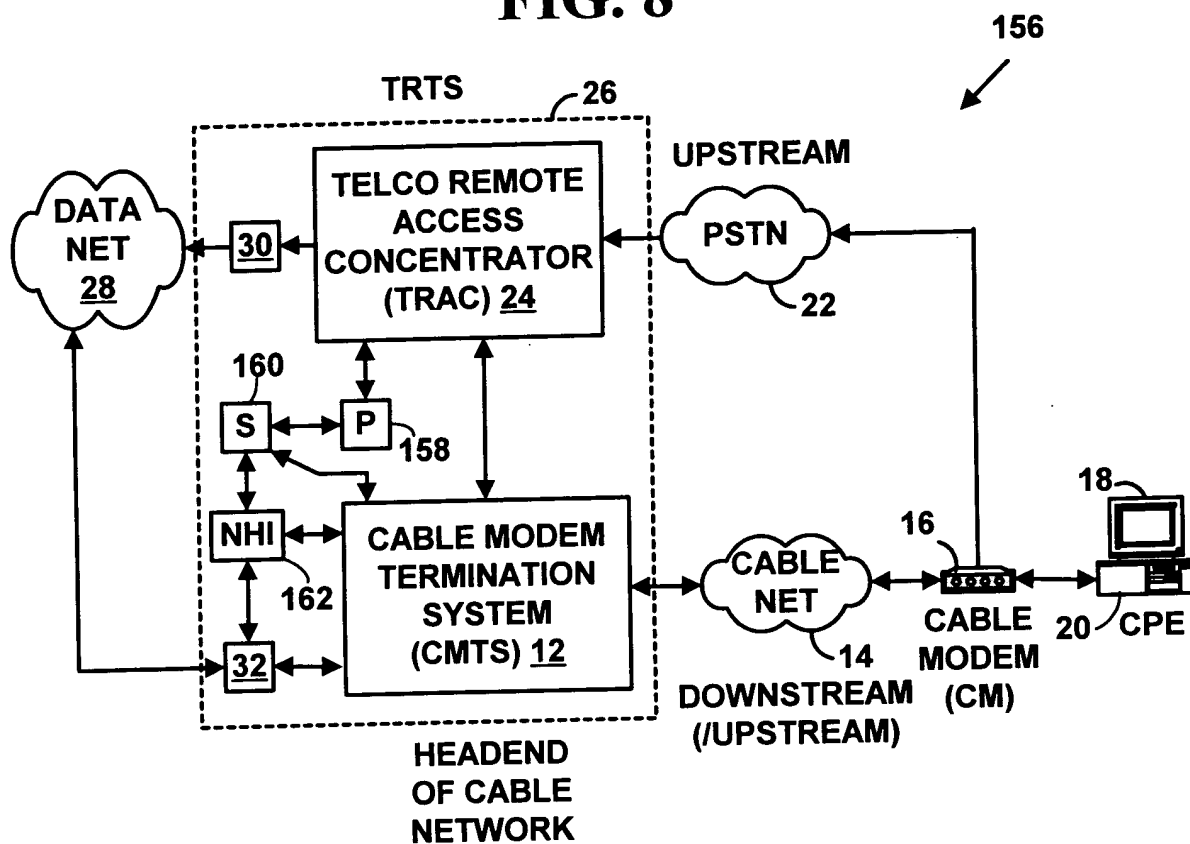 FIG. 8
156
TRTS
26
UPSTREAM
TELCO REMOTE
ACCESS
CONCENTRATOR
(TRAC) 24
DATA
NET
28
30
PSTN
22
160
S
P
158
NHI
162
CABLE MODEM
TERMINATION
SYSTEM
(CMTS) 12
32
CABLE
NET
14
DOWNSTREAM
(/UPSTREAM)
16
CABLE
MODEM
(CM)
18
20
CPE
HEADEND
OF CABLE
NETWORK